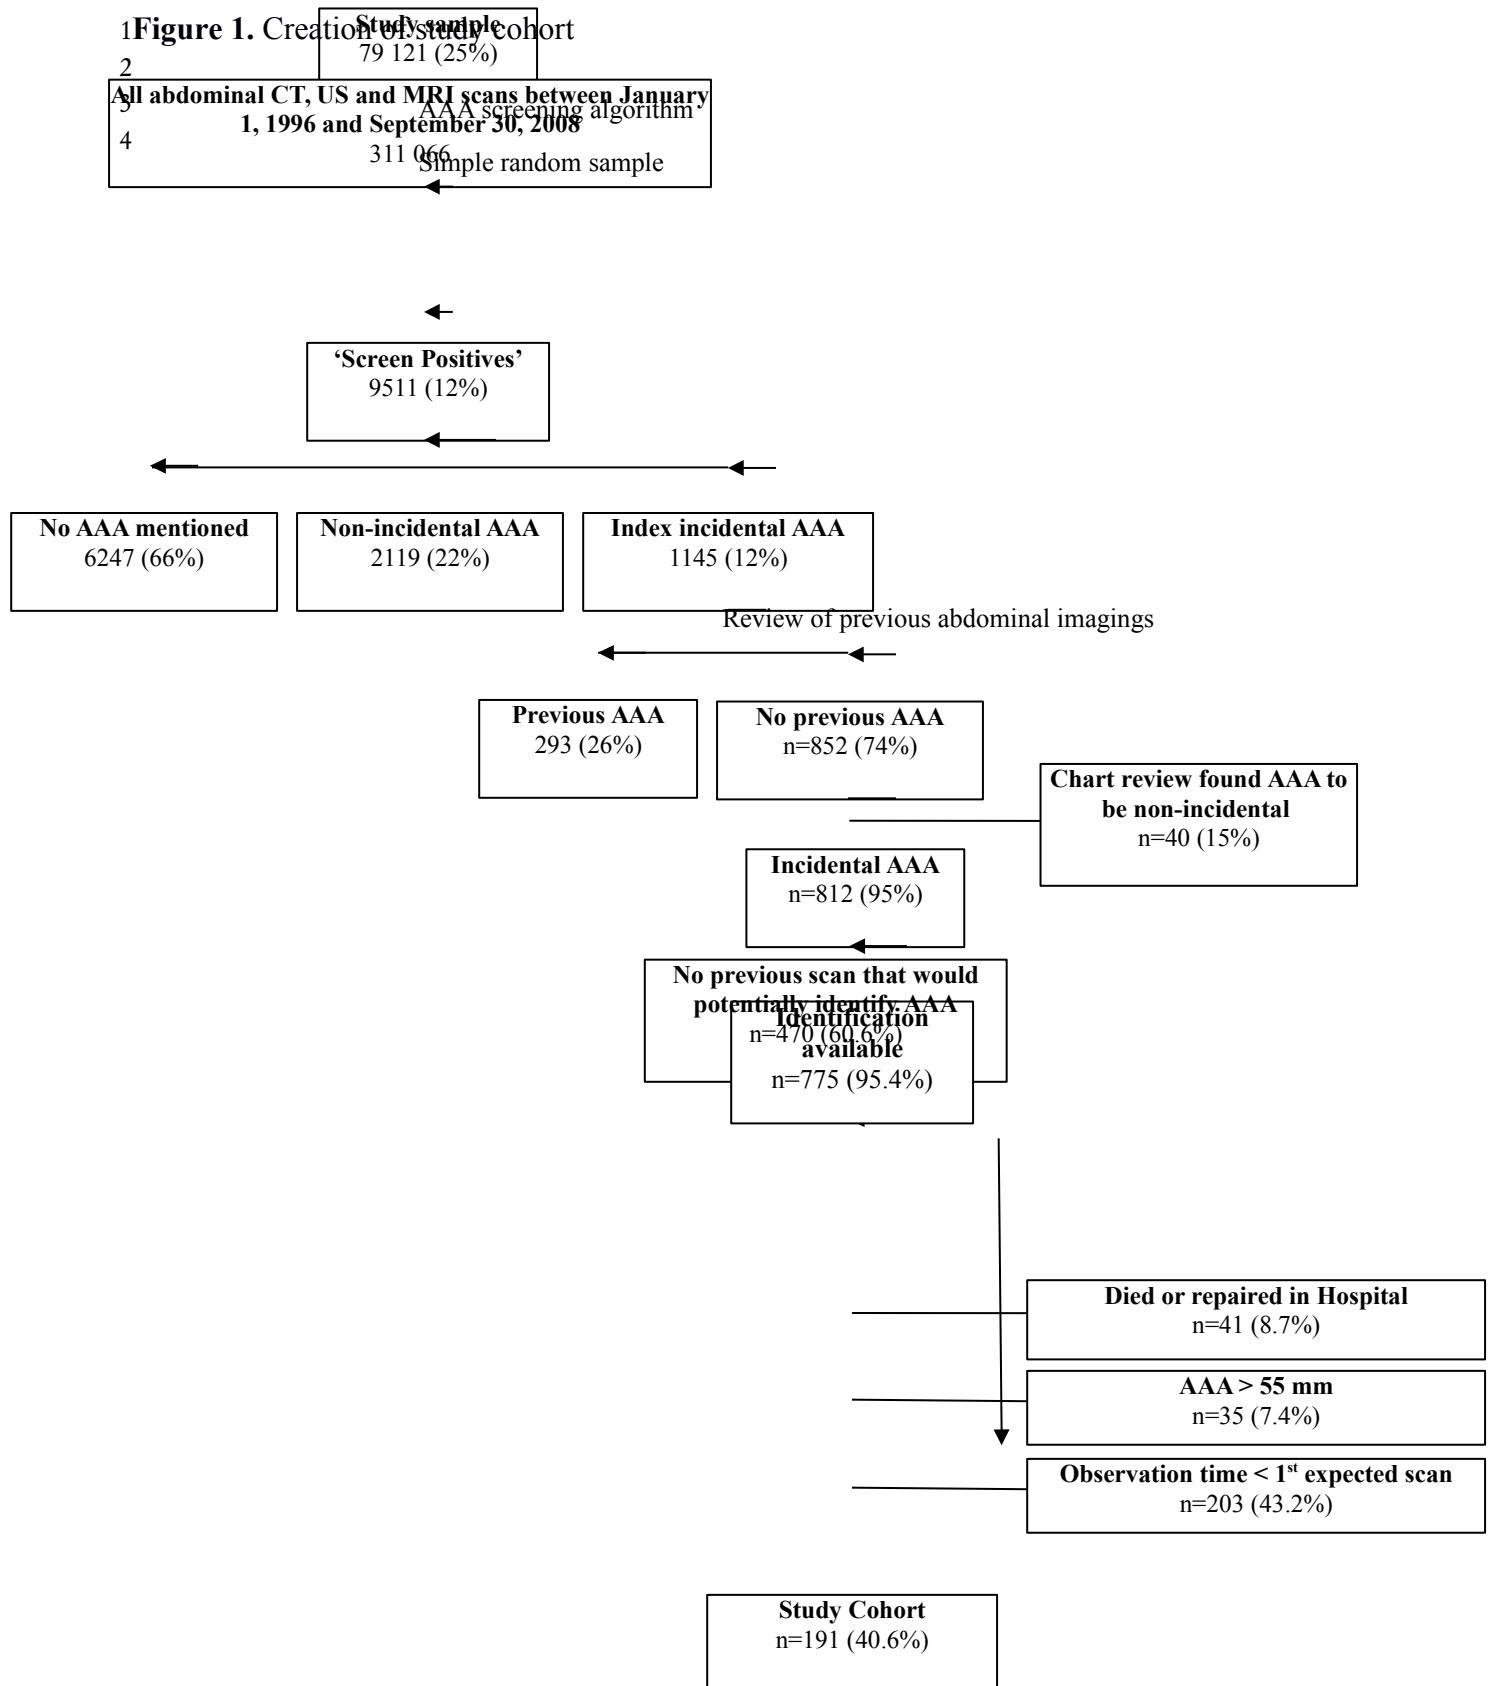 1
Figure 1. Creation of study cohort
Study sample
79 121 (25%)
2
All abdominal CT, US and MRI scans between January
1, 1996 and September 30, 2008
311 066
3
AAA screening algorithm
4
Simple random sample
‘Screen Positives’
9511 (12%)
No AAA mentioned
6247 (66%)
Non-incidental AAA
2119 (22%)
Index incidental AAA
1145 (12%)
Review of previous abdominal imagings
Previous AAA
293 (26%)
No previous AAA
n=852 (74%)
Chart review found AAA to
be non-incidental
n=40 (15%)
Incidental AAA
n=812 (95%)
No previous scan that would
potentially identify AAA
n=470 (60.6%)
Identification
available
n=775 (95.4%)
Died or repaired in Hospital
n=41 (8.7%)
AAA > 55 mm
n=35 (7.4%)
Observation time < 1st expected scan
n=203 (43.2%)
Study Cohort
n=191 (40.6%)